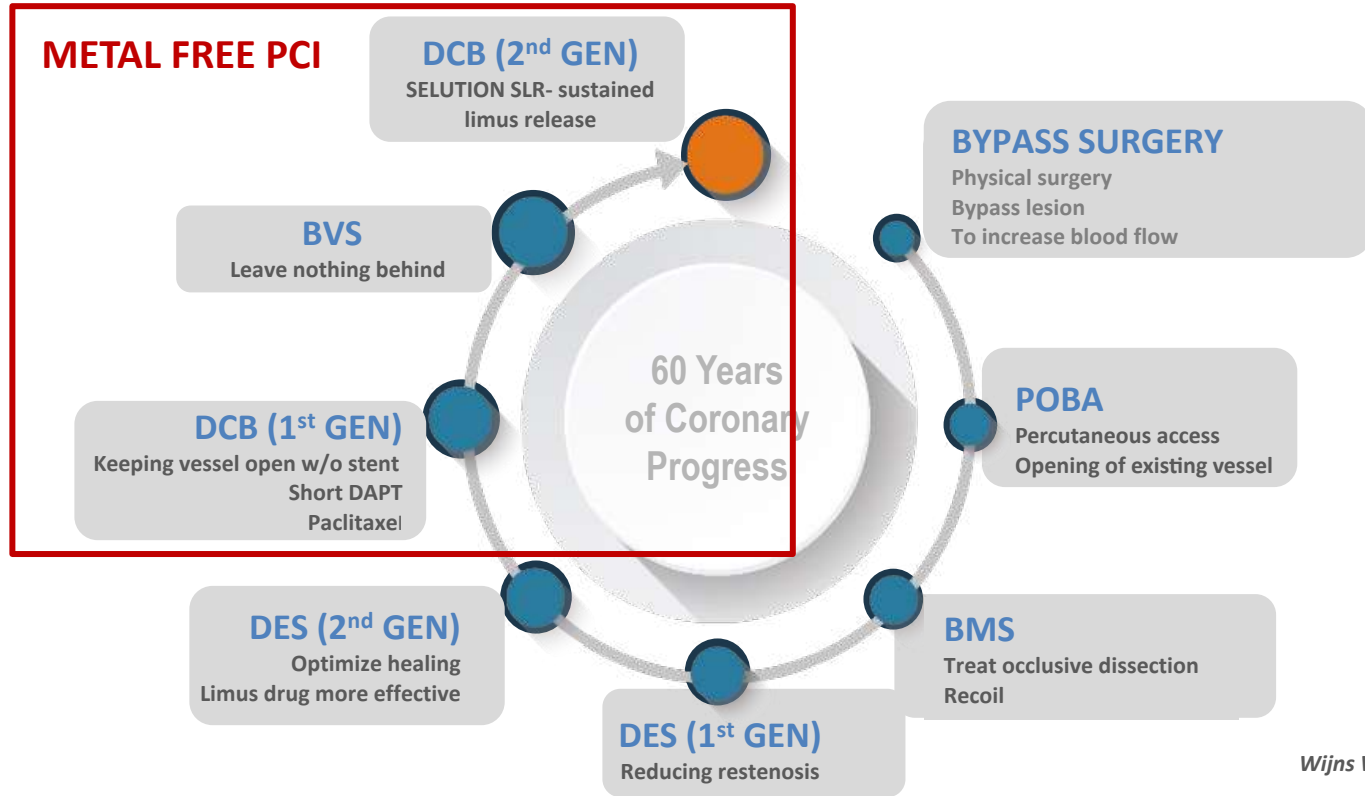 METAL FREE PCI
DCB (2nd GEN)
SELUTION SLR- sustained
limus release
BYPASS SURGERY
Physical surgery
Bypass lesion
To increase blood flow
BVS
Leave nothing behind
60 Years
of Coronary
Progress
DCB (1st GEN)
Keeping vessel open w/o stent
Short DAPT
Paclitaxel
POBA
Percutaneous access
Opening of existing vessel
DES (2nd GEN)
Optimize healing
Limus drug more effective
BMS
Treat occlusive dissection
Recoil
DES (1st GEN)
Reducing restenosis
Wijns